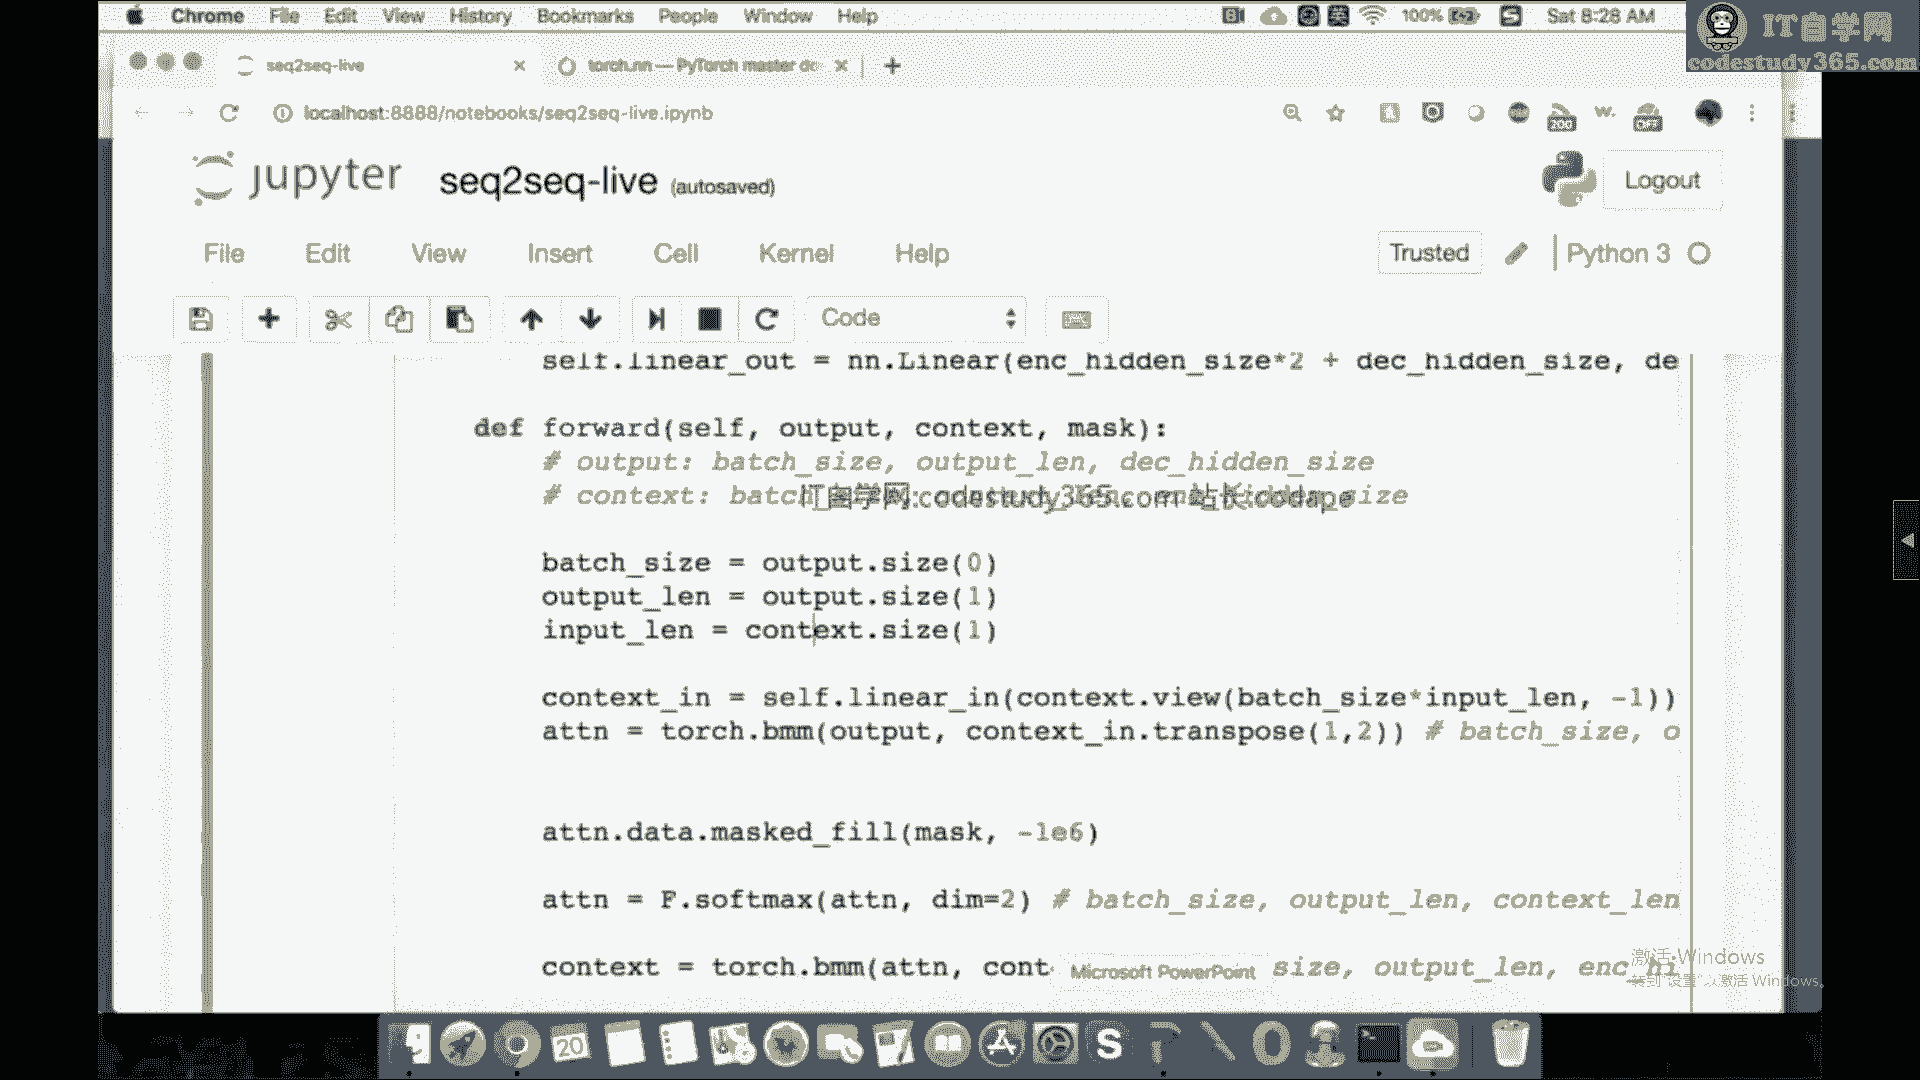 Chrome File Edit View History Bookmarks People Window Help 100% Sat 8:28 AM
IT自学网
codestudy365.com
seq2seq-live
torch.nn — PyTorch master do
localhost:8888/notebooks/seq2seq-live.ipynb
200 W. OFF
jupyter seq2seq-live (autosaved)
Logout
File Edit View Insert Cell Kernel Help
Trusted Python 3
Code
self.linear_out = nn.Linear(enc_hidden_size*2 + dec_hidden_size, de
def forward(self, output, context, mask):
# output: batch_size, output_len, dec_hidden_size
# context: batch size
IT自学网:codestudy365.com 站长:codape
batch_size = output.size(0)
output_len = output.size(1)
input_len = context.size(1)
context_in = self.linear_in(context.view(batch_size*input_len, -1))
attn = torch.bmm(output, context_in.transpose(1,2)) # batch_size, o
attn.data.masked_fill(mask, -1e6)
attn = F.softmax(attn, dim=2) # batch_size, output_len, context_len
context = torch.bmm(attn, cont size, output_len, enc_hi
Microsoft PowerPoint
激活 Windows
转到"设置"以激活 Windows。
20